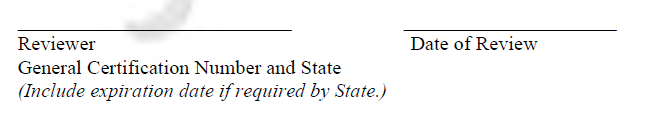 Reviewer Date of Review
General Certification Number and State
(Include expiration date if required by State.)